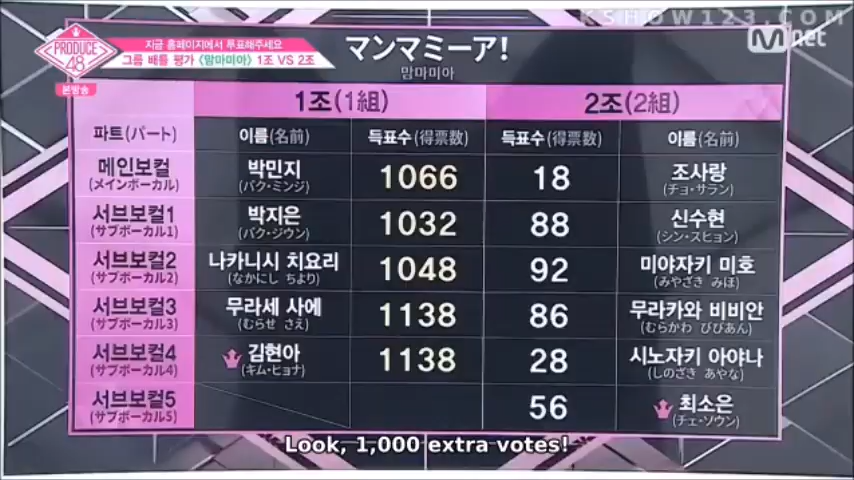 KSHOW123.COM
PRODUCE 48
본방송
지금 홈페이지에서 투표해주세요
그룹 배틀 평가 <맘마미아> 1조 VS 2조
Mnet
マンマミーア!
맘마미아
1조(1組) 2조(2組)
파트(パート) 이름(名前) 득표수(得票数) 득표수(得票数) 이름(名前)
메인보컬 박민지 1066 18 조사랑
(メインボーカル) (パク・ミンジ) (チョ・サラン)
서브보컬1 박지은 1032 88 신수현
(サブボーカル1) (パク・ジウン) (シン・スヒョン)
서브보컬2 나카니시 치요리 1048 92 미야자키 미호
(サブボーカル2) (なかにし ちより) (みやざき みほ)
서브보컬3 무라세 사에 1138 86 무라카와 비비안
(サブボーカル3) (むらせ さえ) (むらかわ びびあん)
서브보컬4 김현아 1138 28 시노자키 아야나
(サブボーカル4) (キム・ヒョナ) (しのざき あやな)
서브보컬5 56 최소은
(サブボーカル5) (チェ・ソウン)
Look, 1,000 extra votes!